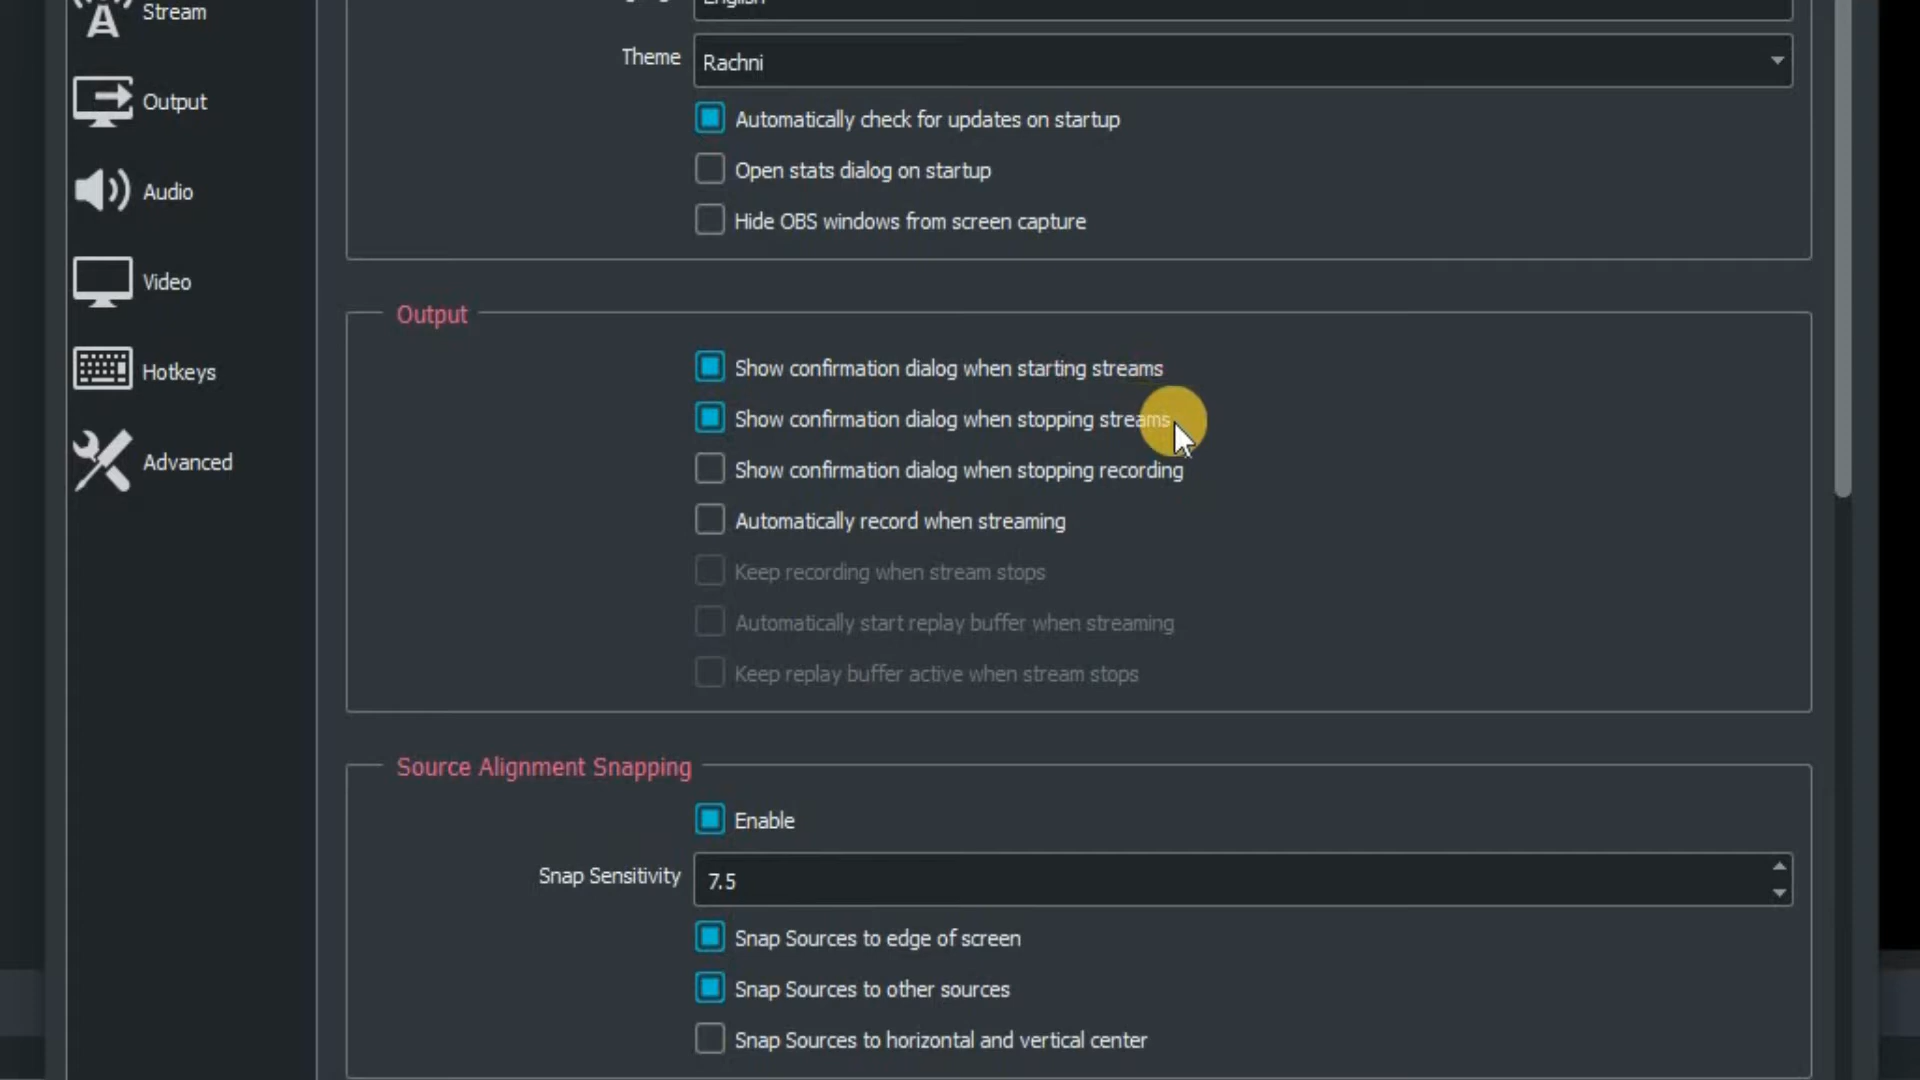 Stream
Output
Audio
Video
Hotkeys
Advanced
English
Theme
Rachni
Automatically check for updates on startup
Open stats dialog on startup
Hide OBS windows from screen capture
Output
Show confirmation dialog when starting streams
Show confirmation dialog when stopping streams
Show confirmation dialog when stopping recording
Automatically record when streaming
Keep recording when stream stops
Automatically start replay buffer when streaming
Keep replay buffer active when stream stops
Source Alignment Snapping
Enable
Snap Sensitivity
7.5
Snap Sources to edge of screen
Snap Sources to other sources
Snap Sources to horizontal and vertical center